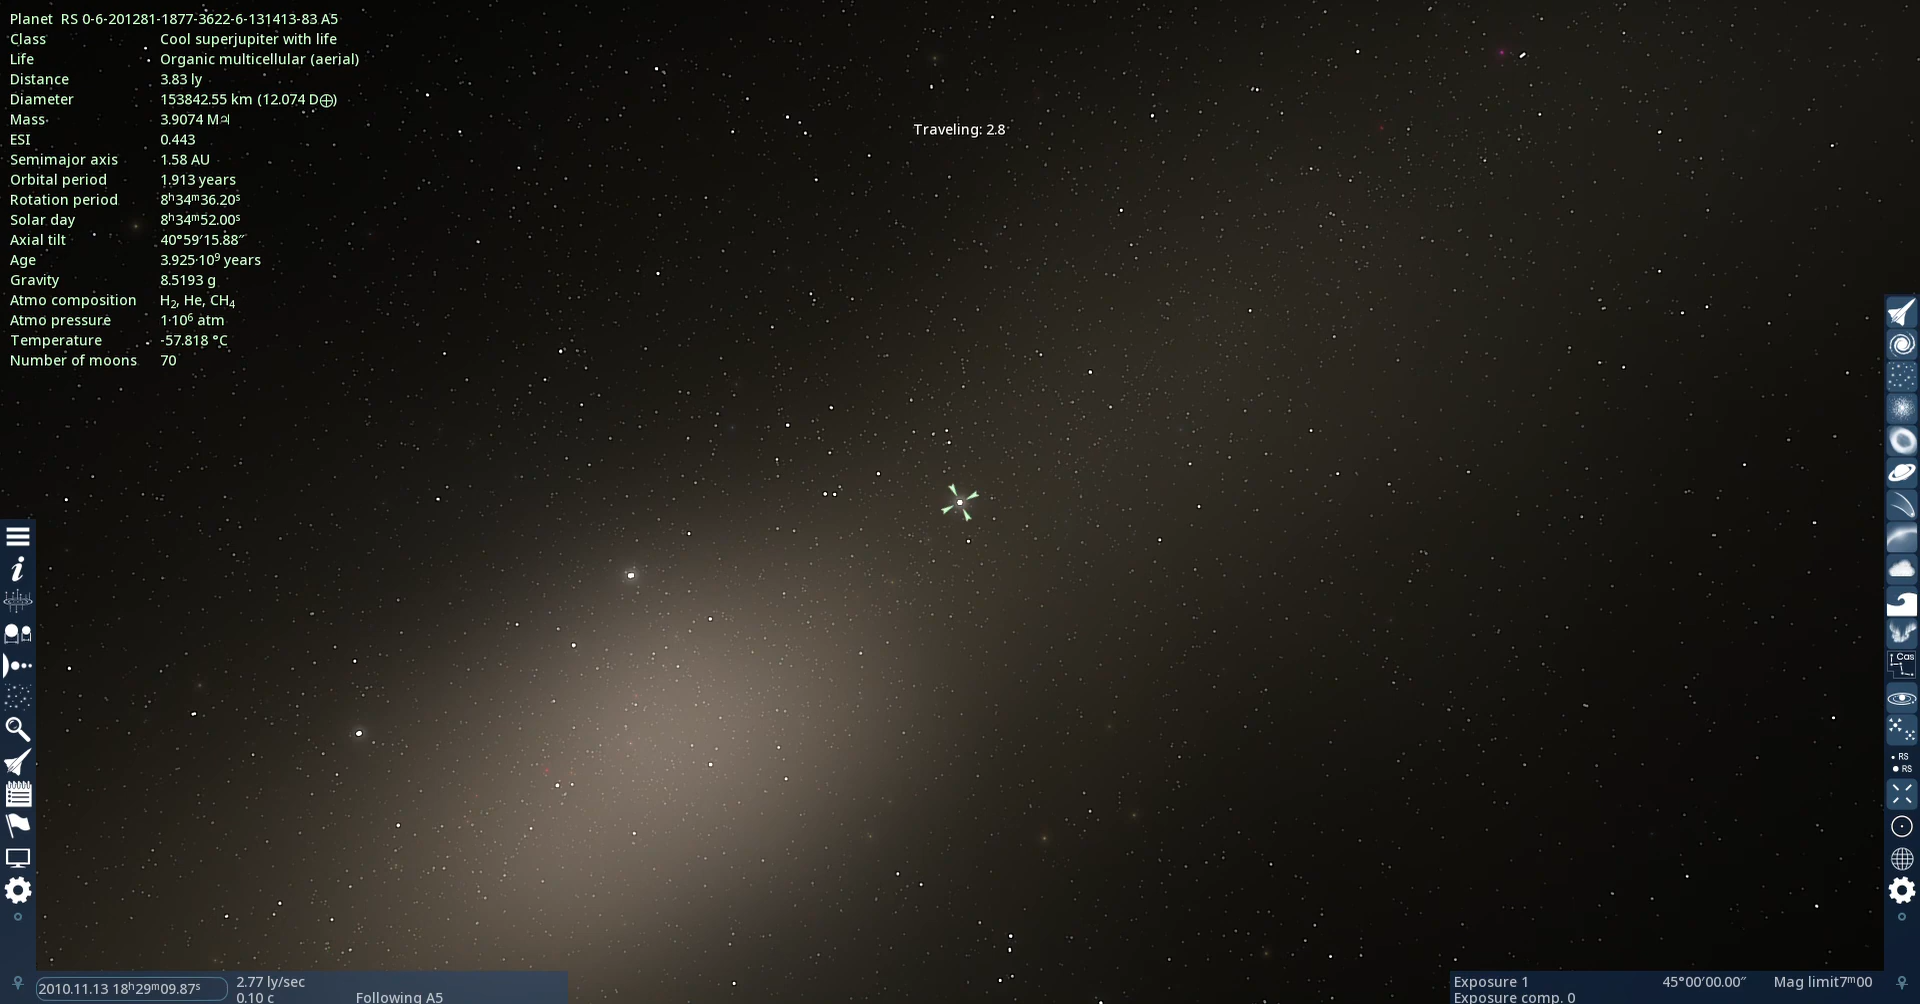 Planet RS 0-6-201281-1877-3622-6-131413-83 A5
Class Cool superjupiter with life
Life Organic multicellular (aerial)
Distance 3.83 ly
Diameter 153842.55 km (12.074 D⊕)
Mass 3.9074 M♃
ESI 0.443
Semimajor axis 1.58 AU
Orbital period 1.913 years
Rotation period 8ʰ34ᵐ36.20ˢ
Solar day 8ʰ34ᵐ52.00ˢ
Axial tilt 40°59′15.88″
Age 3.925·10⁹ years
Gravity 8.5193 g
Atmo composition H₂, He, CH₄
Atmo pressure 1·10⁶ atm
Temperature -57.818 °C
Number of moons 70
Traveling: 2.8
Cas
RS
RS
2010.11.13 18ʰ29ᵐ09.87ˢ
2.77 ly/sec
0.10 c
Following A5
Exposure 1 45°00′00.00″ Mag limit7ᵐ00
Exposure comp. 0